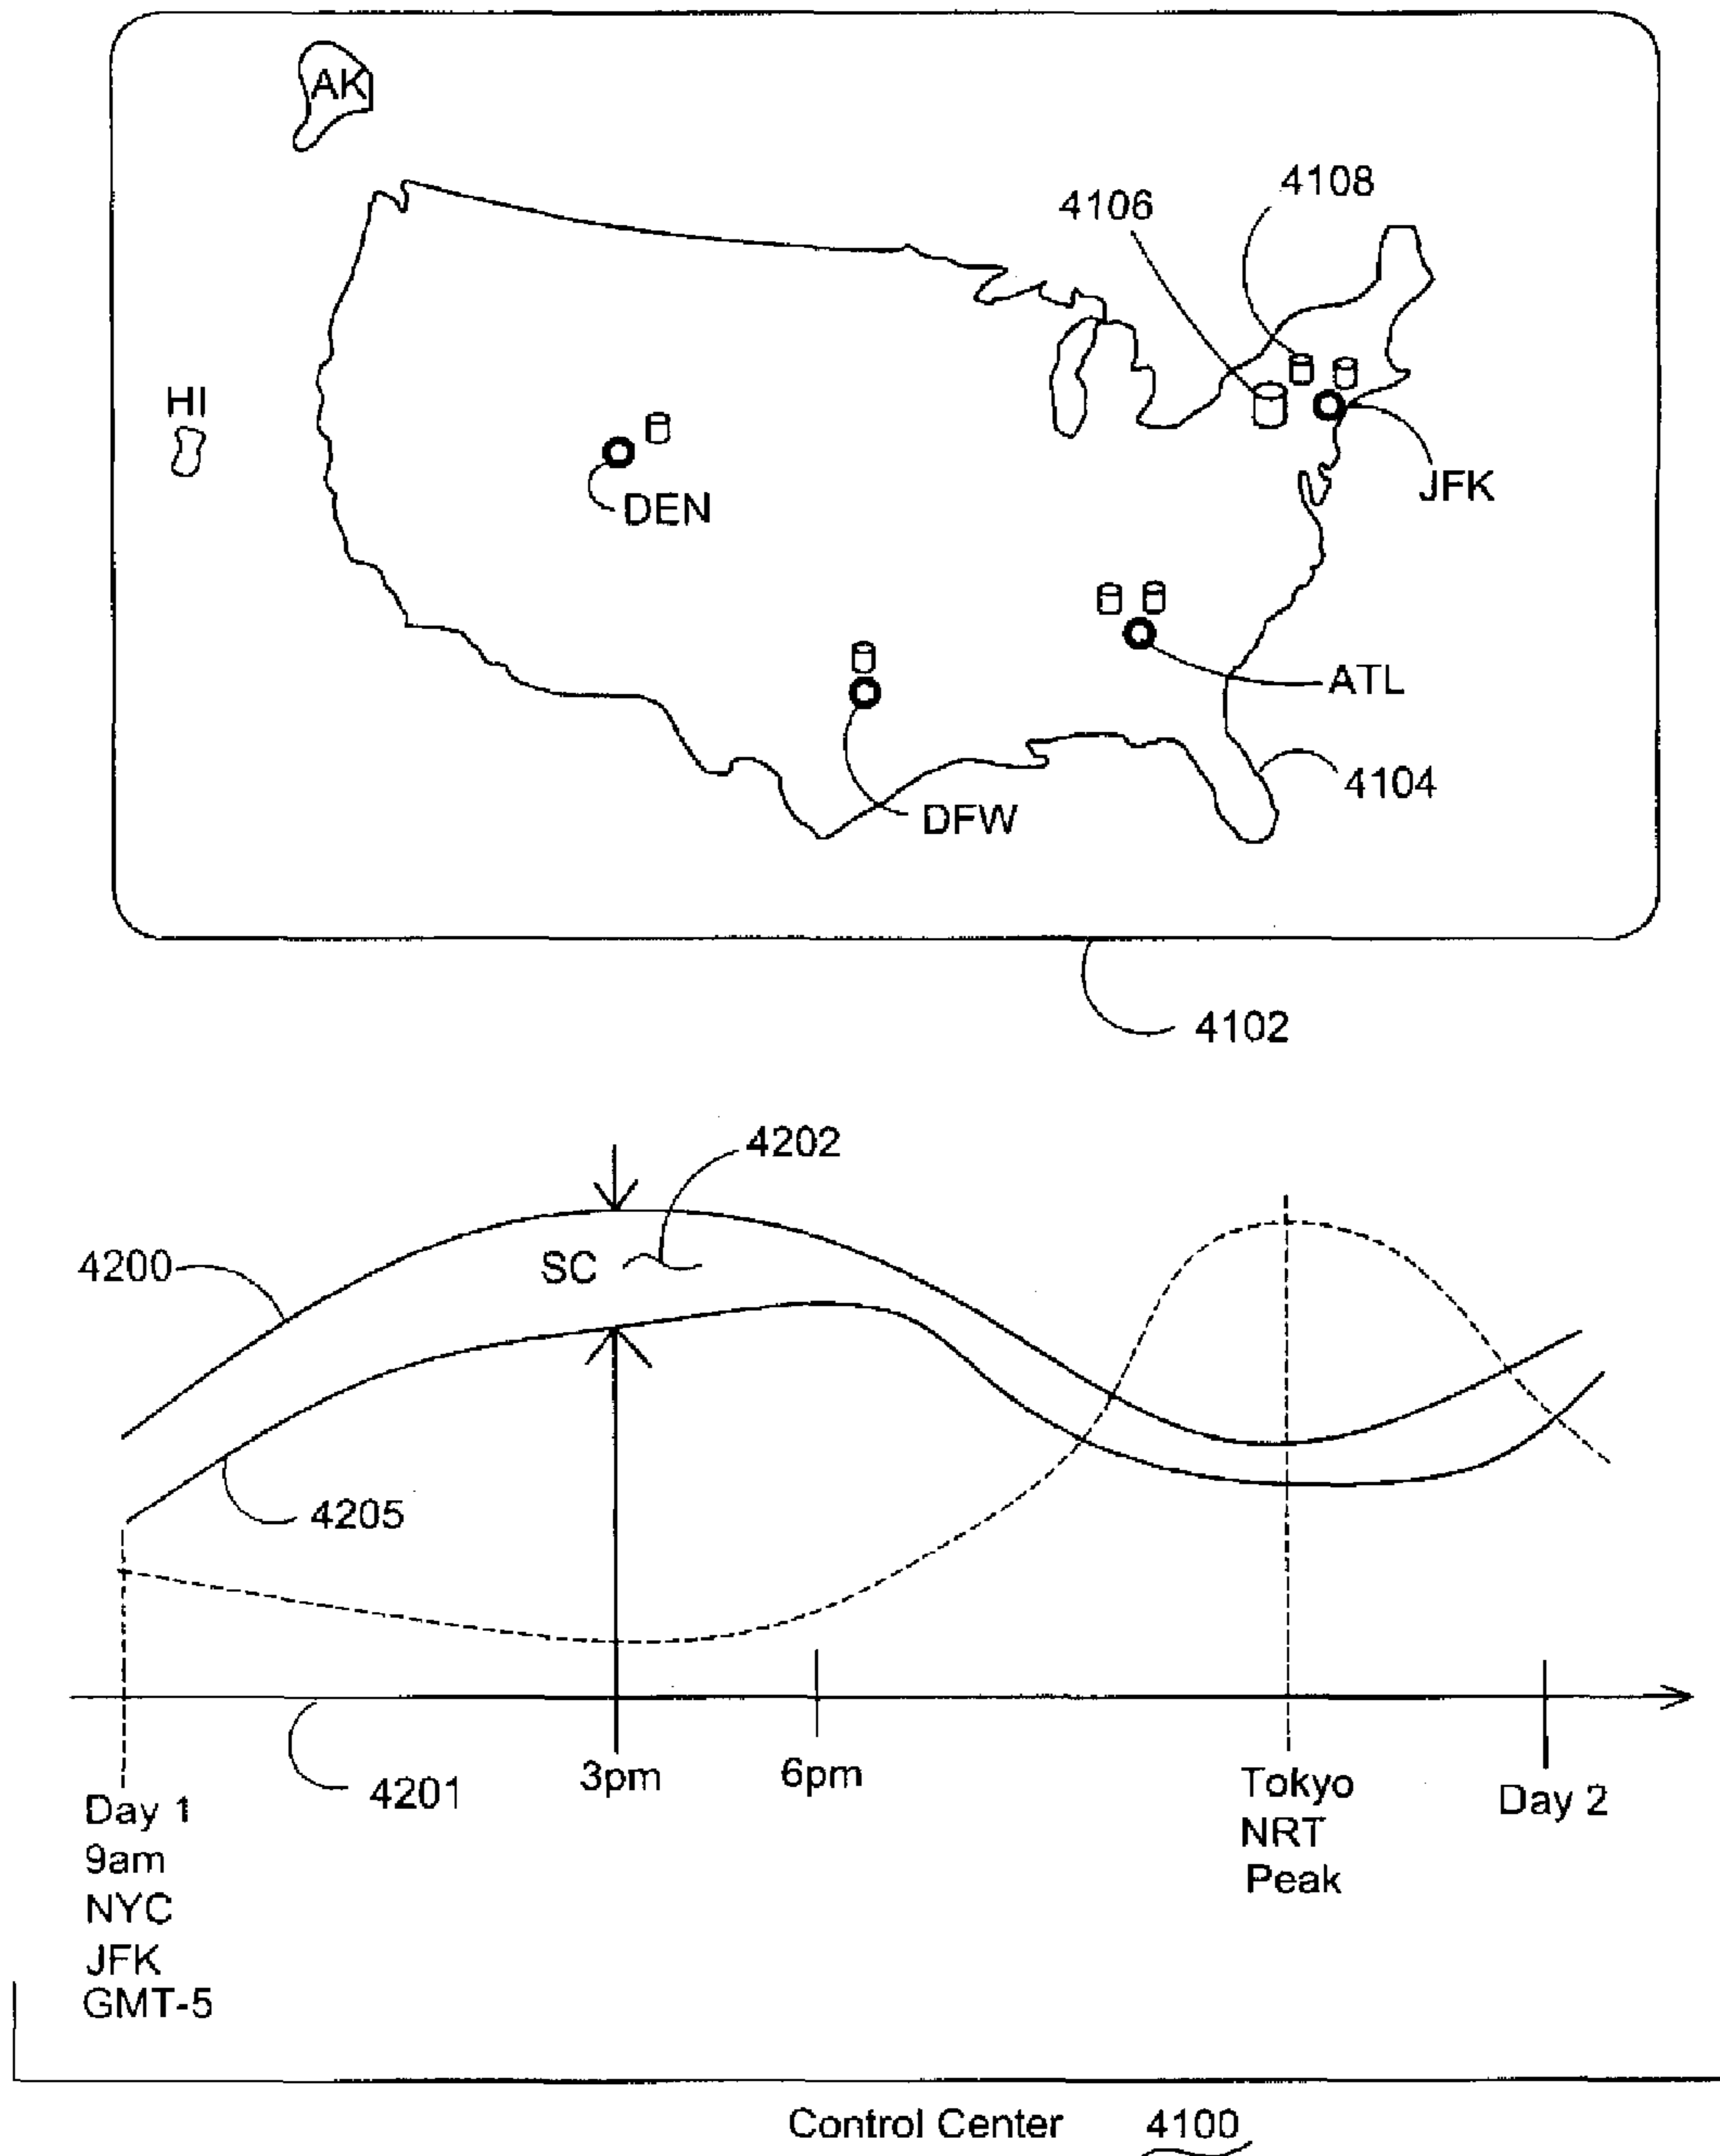 AK
4108
4106
HI
JFK
DEN
ATL
4104
DFW
4102
4202
4200
SC
4205
4201
3pm
6pm
Tokyo
NRT
Peak
Day 2
Day 1
9am
NYC
JFK
GMT-5
Control Center 4100